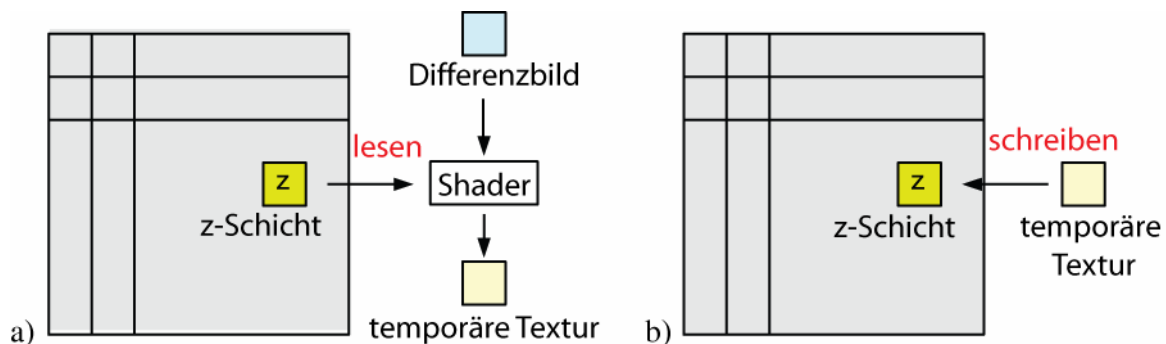 Differenzbild
lesen
Shader
z
z-Schicht
temporäre Textur
a)
schreiben
z
z-Schicht
temporäre
Textur
b)